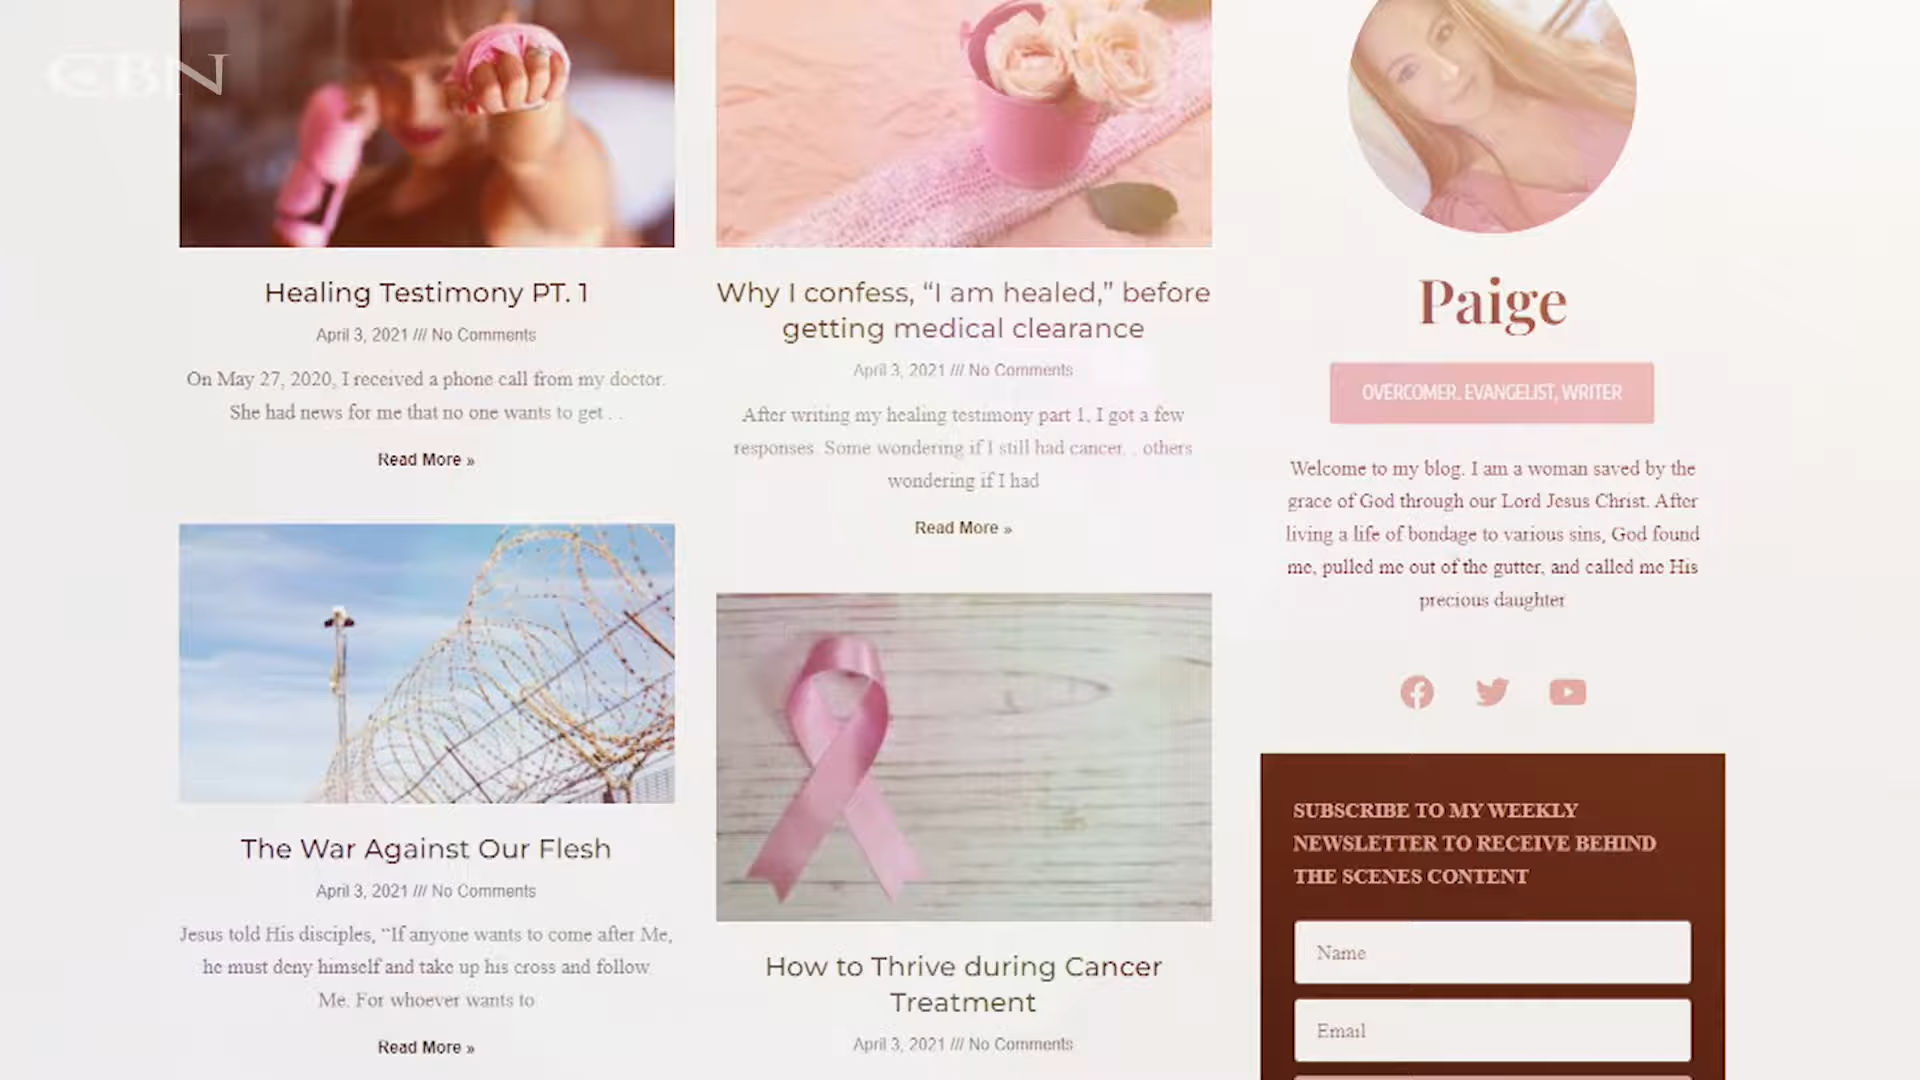 CBN
Healing Testimony PT. 1
April 3, 2021 /// No Comments
On May 27, 2020, I received a phone call from my doctor.
She had news for me that no one wants to get . .
Read More »
Why I confess, “I am healed,” before
getting medical clearance
April 3, 2021 /// No Comments
After writing my healing testimony part 1, I got a few
responses. Some wondering if I still had cancer. . others
wondering if I had
Read More »
The War Against Our Flesh
April 3, 2021 /// No Comments
Jesus told His disciples, “If anyone wants to come after Me,
he must deny himself and take up his cross and follow
Me. For whoever wants to
Read More »
How to Thrive during Cancer
Treatment
April 3, 2021 /// No Comments
Paige
OVERCOMER. EVANGELIST, WRITER
Welcome to my blog. I am a woman saved by the
grace of God through our Lord Jesus Christ. After
living a life of bondage to various sins, God found
me, pulled me out of the gutter, and called me His
precious daughter
SUBSCRIBE TO MY WEEKLY
NEWSLETTER TO RECEIVE BEHIND
THE SCENES CONTENT
Name
Email